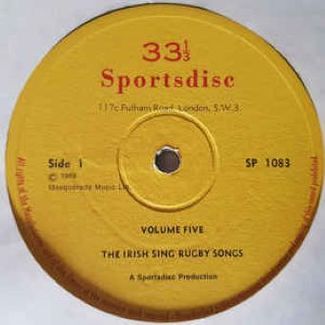 33⅓
Sportsdisc
117c Fulham Road, London, S.W.3.
Side 1
SP 1083
℗ 1969
Masquerade Music Ltd.
VOLUME FIVE
THE IRISH SING RUGBY SONGS
A Sportsdisc Production